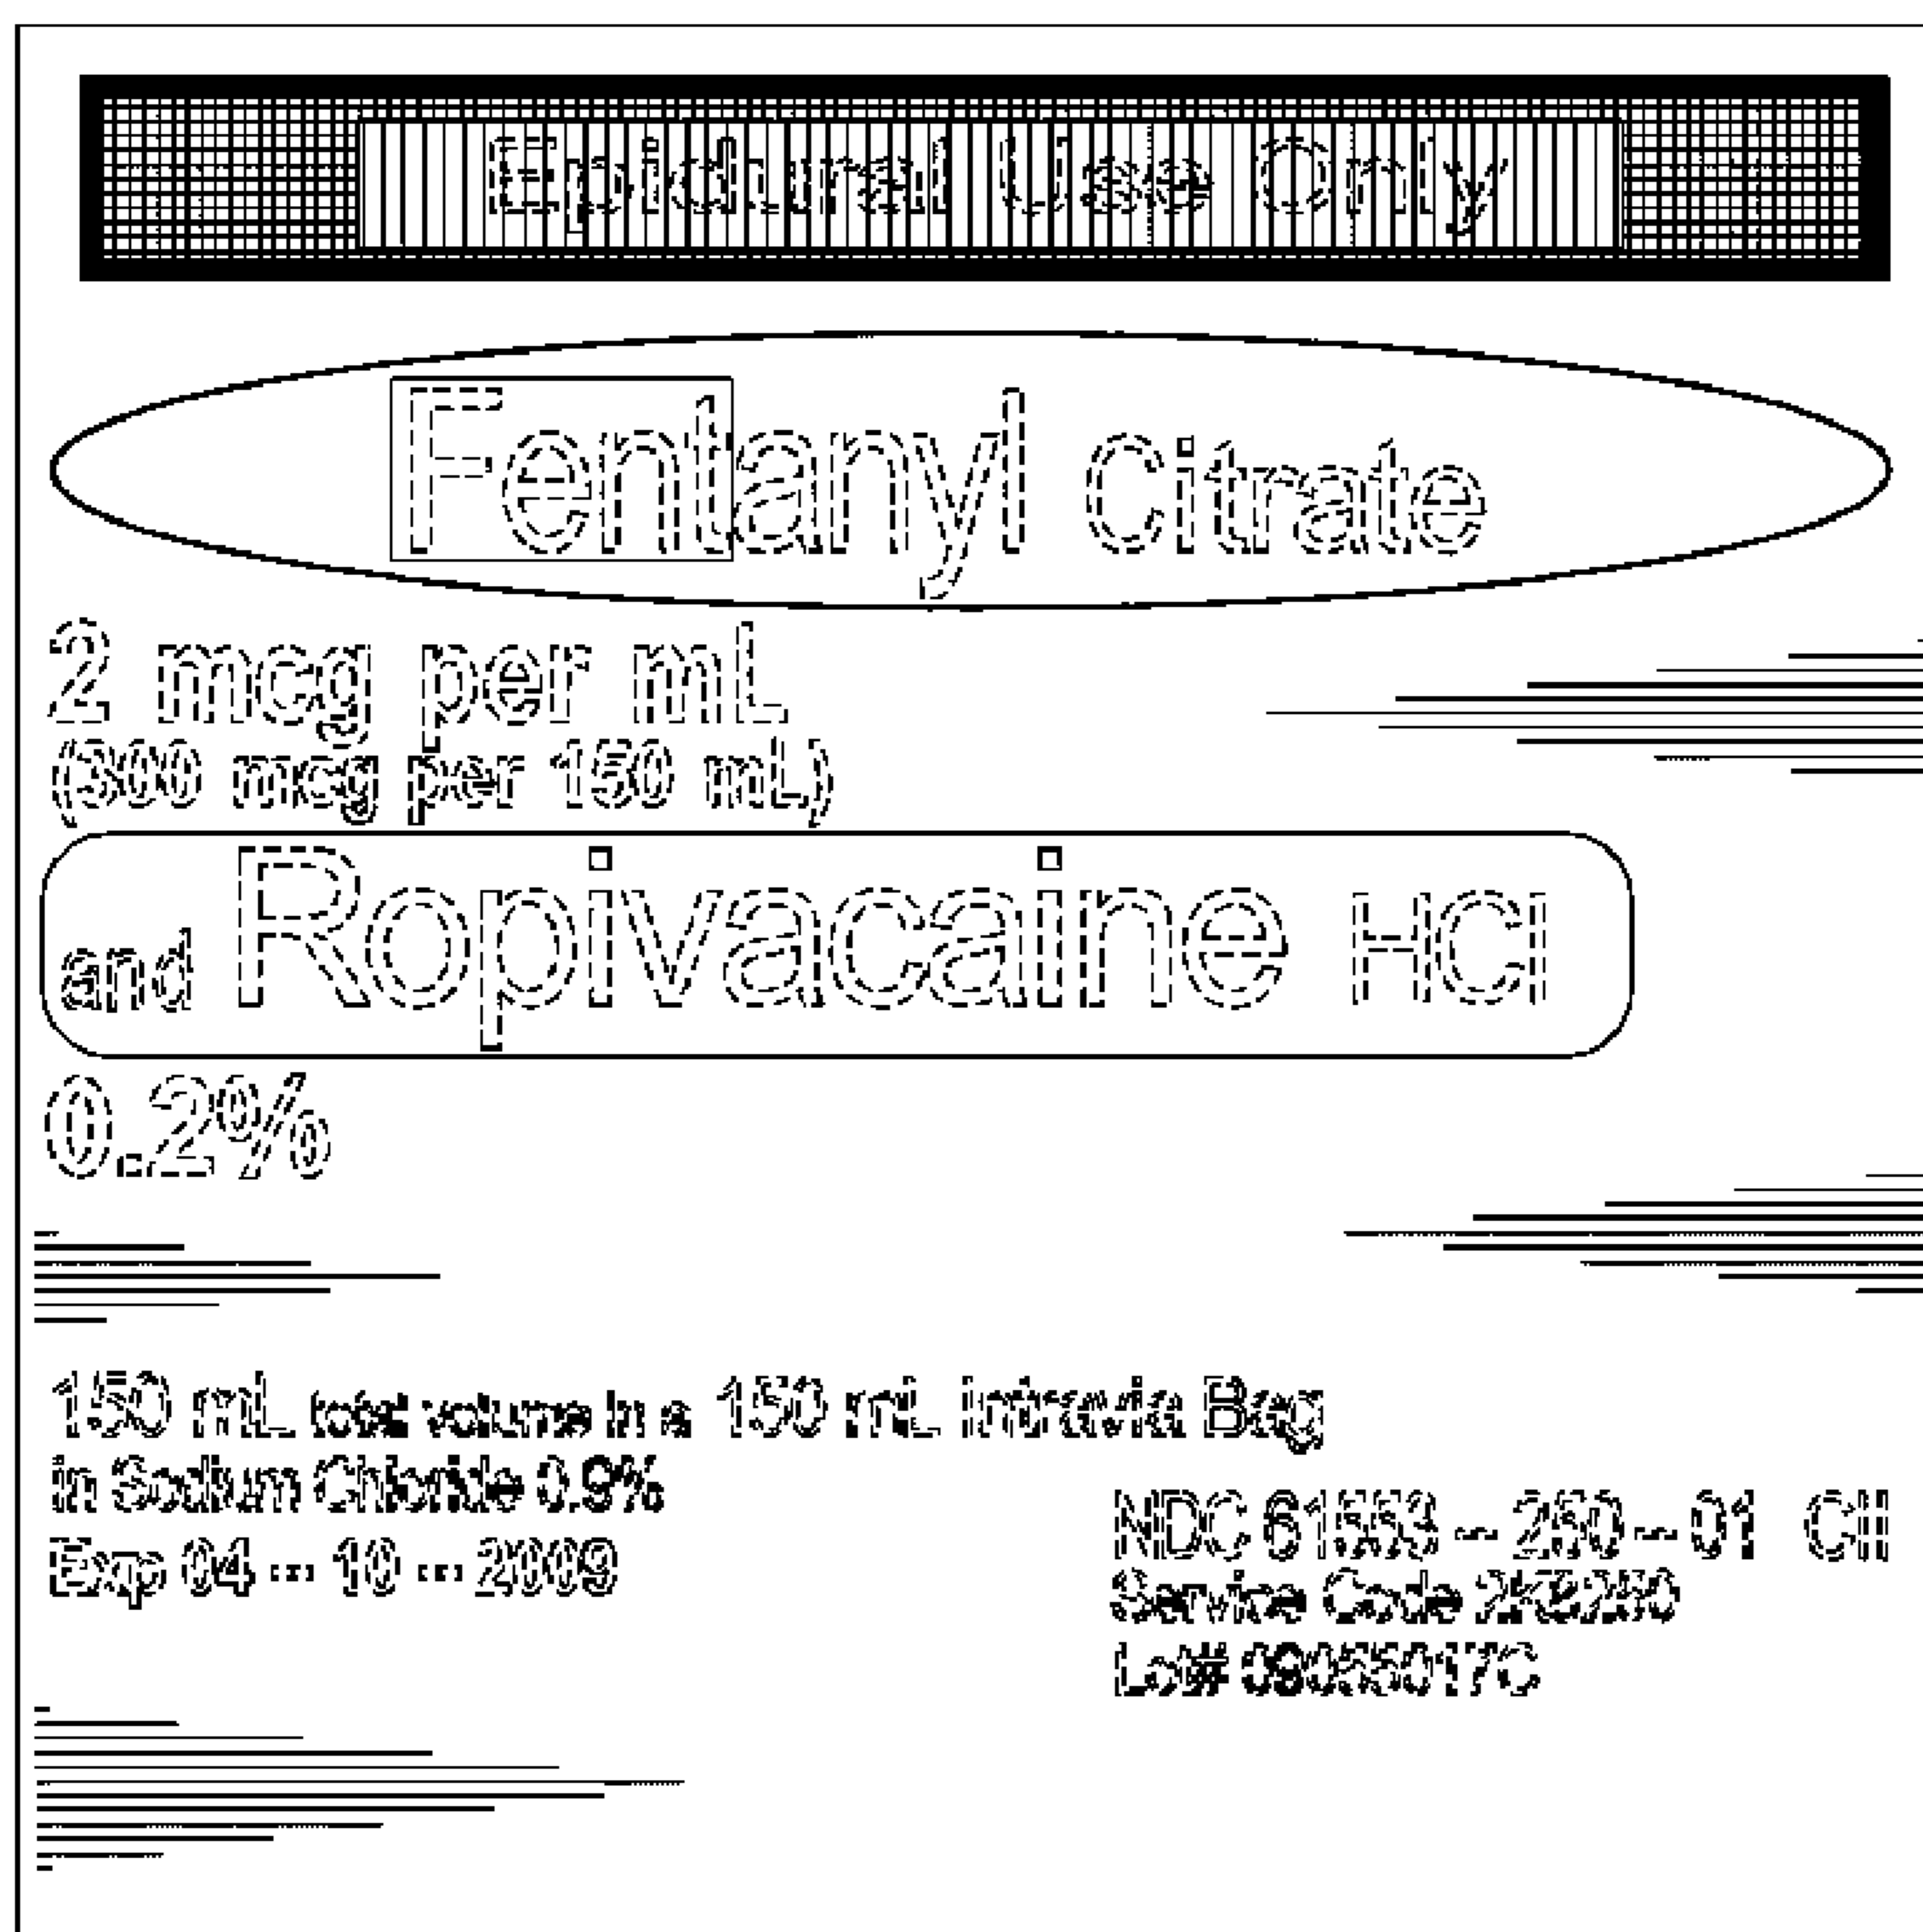 Epidural Use Only
Fentanyl citrate
2 mcg per mL
(300 mcg per 150 mL)
and Ropivacaine HCl
0.2%
150 mL total volume in a 150 mL Intravia Bag
in Sodium Chloride 0.9%
Exp 04 - 10 - 2009
NDC 61553 - 250 - 01 CII
Service Code 2K6250
Lot#